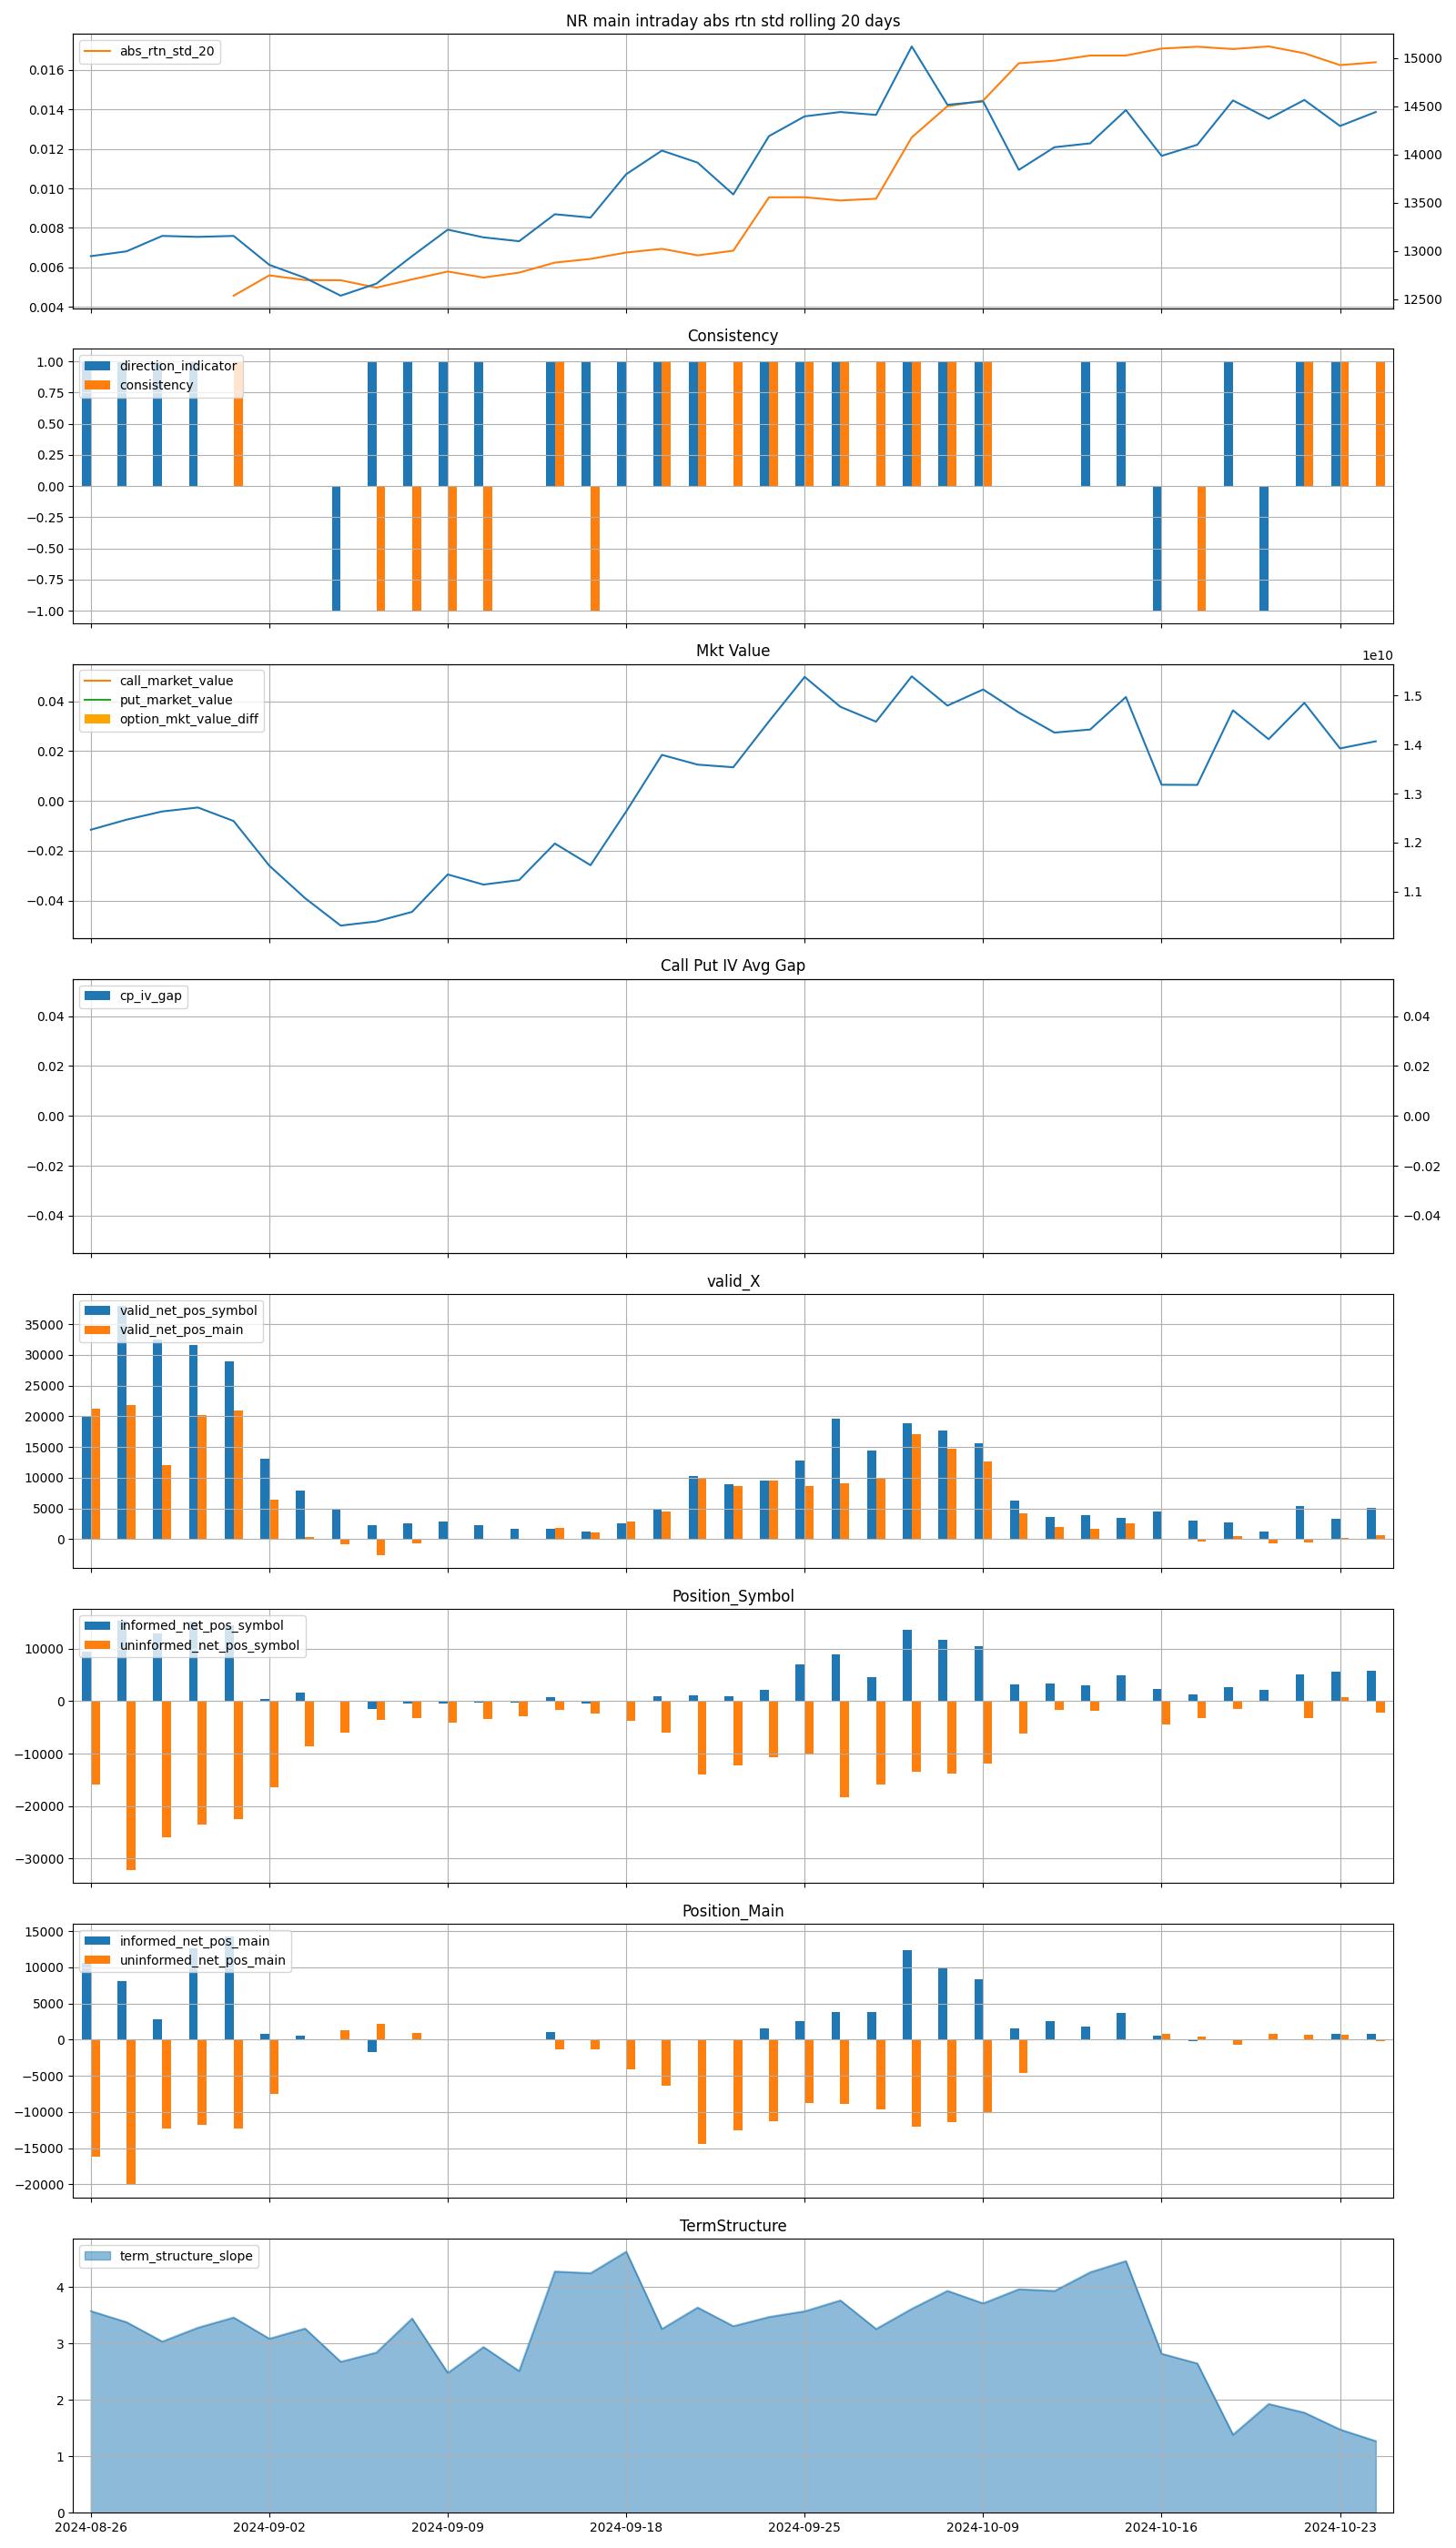 NR main intraday abs rtn std rolling 20 days
abs_rtn_std_20
0.016
0.014
0.012
0.010
0.008
0.006
0.004
15000
14500
14000
13500
13000
12500
Consistency
direction_indicator
consistency
1.00
0.75
0.50
0.25
0.00
−0.25
−0.50
−0.75
−1.00
Mkt Value
1e10
call_market_value
put_market_value
option_mkt_value_diff
0.04
0.02
0.00
−0.02
−0.04
1.5
1.4
1.3
1.2
1.1
Call Put IV Avg Gap
cp_iv_gap
0.04
0.02
0.00
−0.02
−0.04
0.04
0.02
0.00
−0.02
−0.04
valid_X
valid_net_pos_symbol
valid_net_pos_main
35000
30000
25000
20000
15000
10000
5000
0
Position_Symbol
informed_net_pos_symbol
uninformed_net_pos_symbol
10000
0
−10000
−20000
−30000
Position_Main
informed_net_pos_main
uninformed_net_pos_main
15000
10000
5000
0
−5000
−10000
−15000
−20000
TermStructure
term_structure_slope
4
3
2
1
0
2024-08-26 2024-09-02 2024-09-09 2024-09-18 2024-09-25 2024-10-09 2024-10-16 2024-10-23